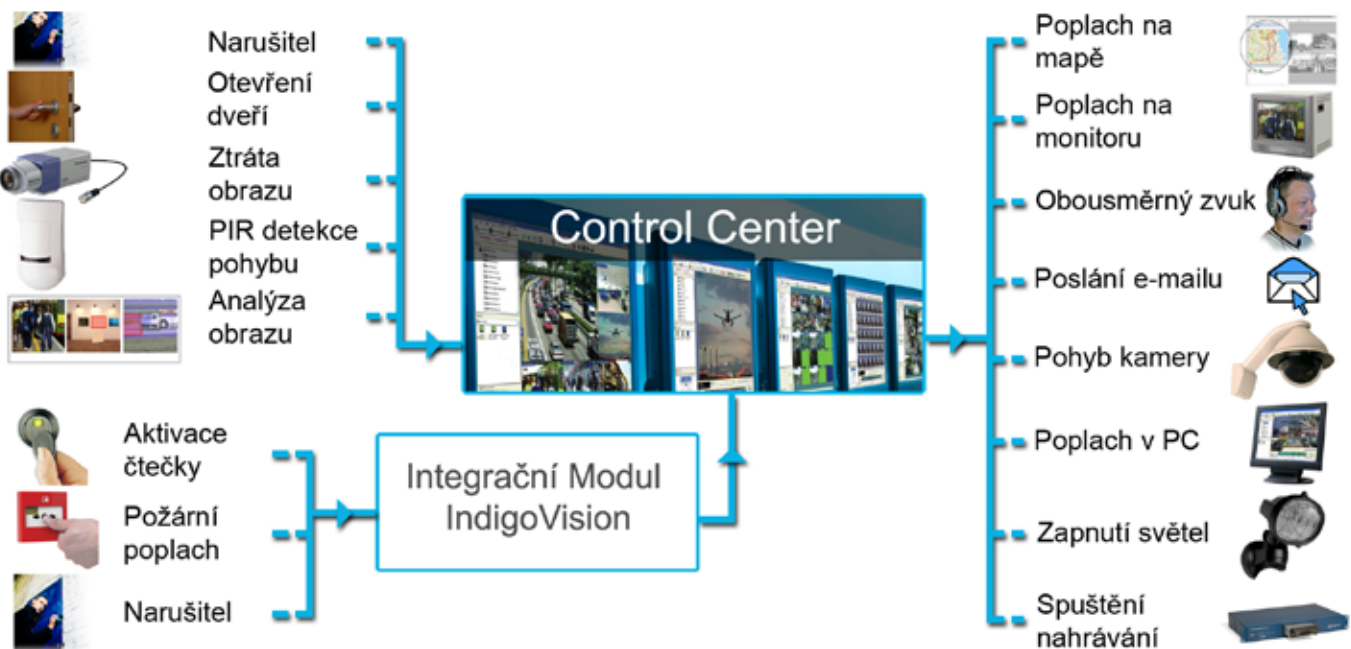 Narušitel
Otevření
dveří
Ztráta
obrazu
PIR detekce
pohybu
Analýza
obrazu
Aktivace
čtečky
Požární
poplach
Narušitel
Integrační Modul
IndigoVision
Control Center
Poplach na
mapě
Poplach na
monitoru
Obousměrný zvuk
Poslání e-mailu
Pohyb kamery
Poplach v PC
Zapnutí světel
Spuštění
nahrávání